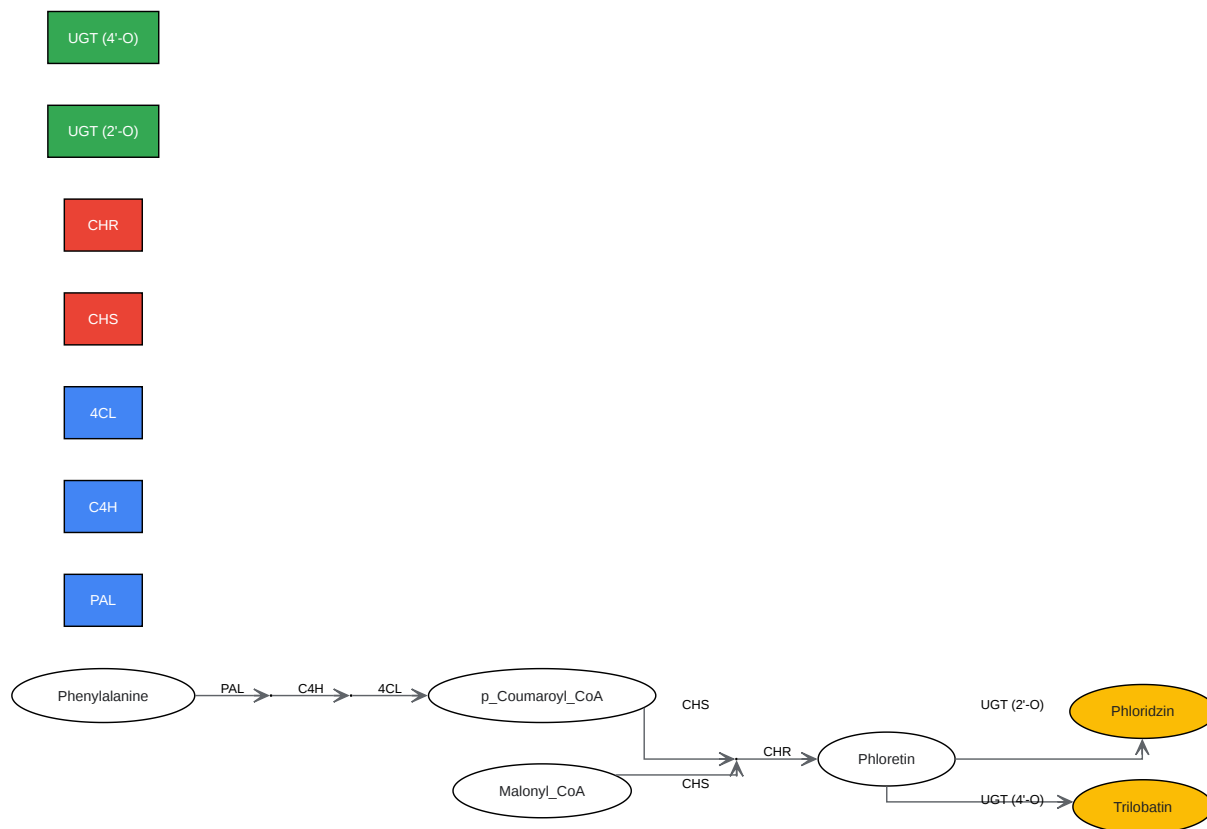 UGT (4'-O)
UGT (2'-O)
CHR
CHS
4CL
C4H
PAL
Phenylalanine
PAL
C4H
4CL
p_Coumaroyl_CoA
CHS
UGT (2'-O)
Phloridzin
CHR
Phloretin
Malonyl_CoA
CHS
UGT (4'-O)
Trilobatin